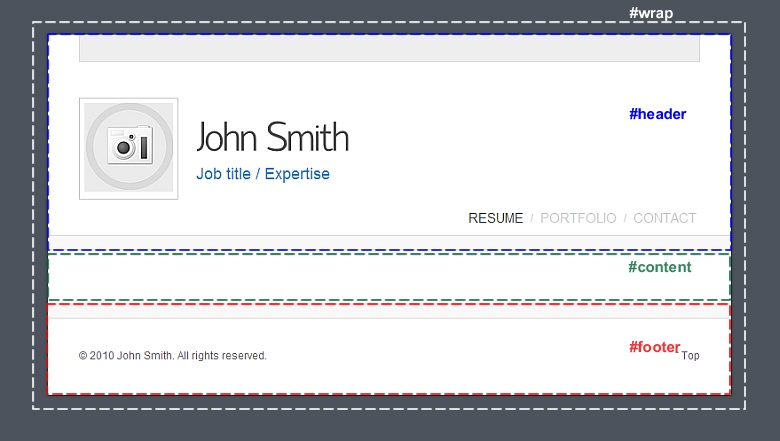 #wrap
#header
John Smith
Job title / Expertise
RESUME / PORTFOLIO / CONTACT
#content
#footer
© 2010 John Smith. All rights reserved. Top